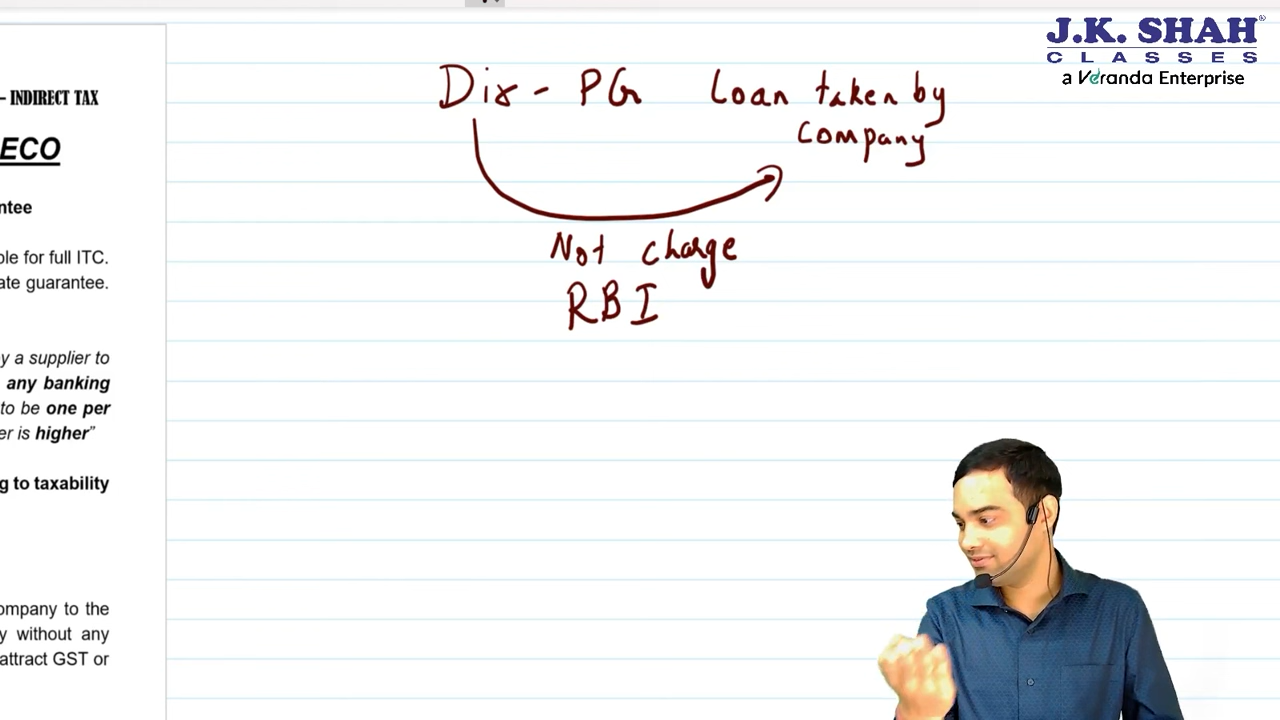 - INDIRECT TAX
ECO
ntee
ole for full ITC.
ate guarantee.
y a supplier to
any banking
to be one per
er is higher”
g to taxability
ompany to the
y without any
attract GST or
Dir - PG Loan taken by
company
Not charge
RBI
J.K. SHAH®
CLASSES
a Veranda Enterprise